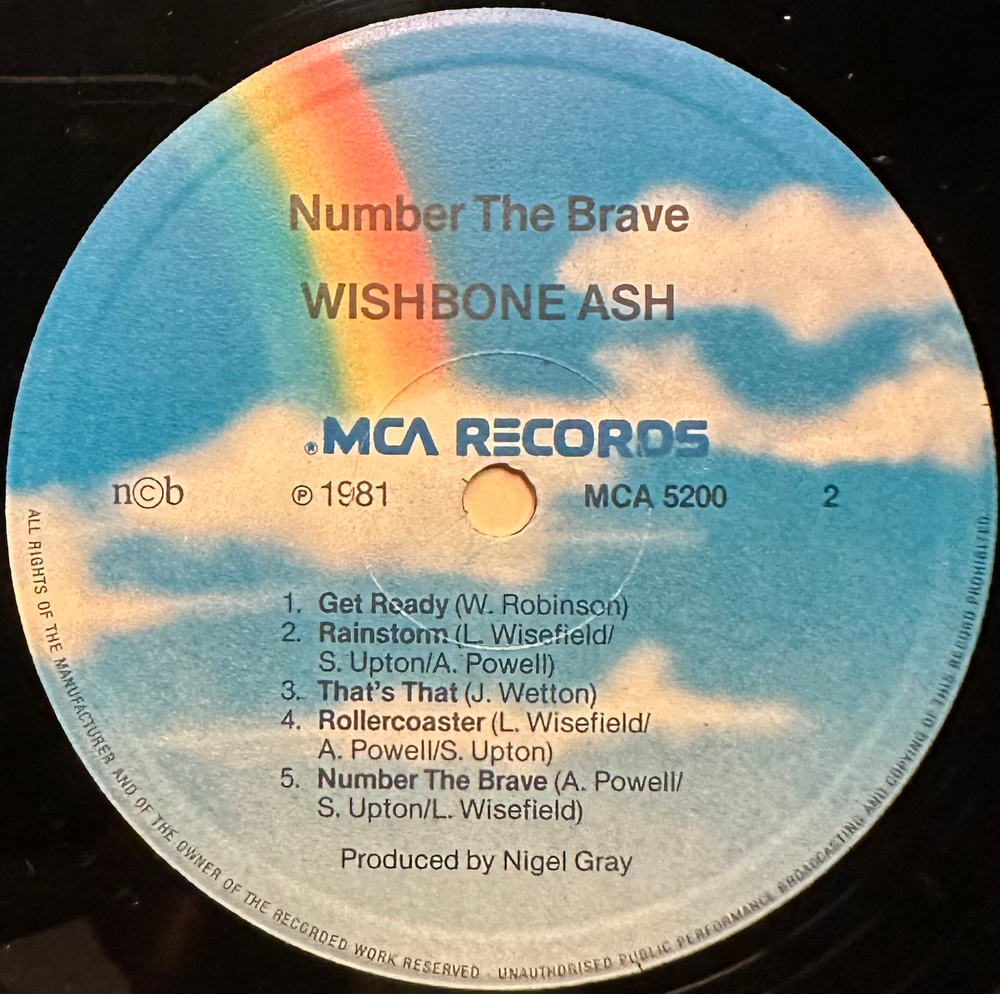 Number The Brave
WISHBONE ASH
® MCA RECORDS
n©b ℗ 1981 MCA 5200 2
1. Get Ready (W. Robinson)
2. Rainstorm (L. Wisefield/
S. Upton/A. Powell)
3. That's That (J. Wetton)
4. Rollercoaster (L. Wisefield/
A. Powell/S. Upton)
5. Number The Brave (A. Powell/
S. Upton/L. Wisefield)
Produced by Nigel Gray
ALL RIGHTS OF THE MANUFACTURER AND OF THE OWNER OF THE RECORDED WORK RESERVED UNAUTHORISED PUBLIC PERFORMANCE BROADCASTING AND COPYING OF THIS RECORD PROHIBITED